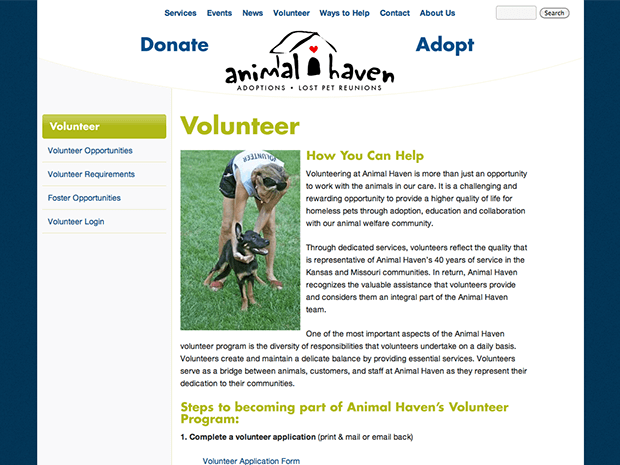 Services Events News Volunteer Ways to Help Contact About Us Search
Donate
animal haven
ADOPTIONS • LOST PET REUNIONS
Adopt
Volunteer
Volunteer Opportunities
Volunteer Requirements
Foster Opportunities
Volunteer Login
Volunteer
VOLUNTEER
How You Can Help
Volunteering at Animal Haven is more than just an opportunity
to work with the animals in our care. It is a challenging and
rewarding opportunity to provide a higher quality of life for
homeless pets through adoption, education and collaboration
with our animal welfare community.
Through dedicated services, volunteers reflect the quality that
is representative of Animal Haven's 40 years of service in the
Kansas and Missouri communities. In return, Animal Haven
recognizes the valuable assistance that volunteers provide
and considers them an integral part of the Animal Haven
team.
One of the most important aspects of the Animal Haven
volunteer program is the diversity of responsibilities that volunteers undertake on a daily basis.
Volunteers create and maintain a delicate balance by providing essential services. Volunteers
serve as a bridge between animals, customers, and staff at Animal Haven as they represent their
dedication to their communities.
Steps to becoming part of Animal Haven's Volunteer
Program:
1. Complete a volunteer application (print & mail or email back)
Volunteer Application Form